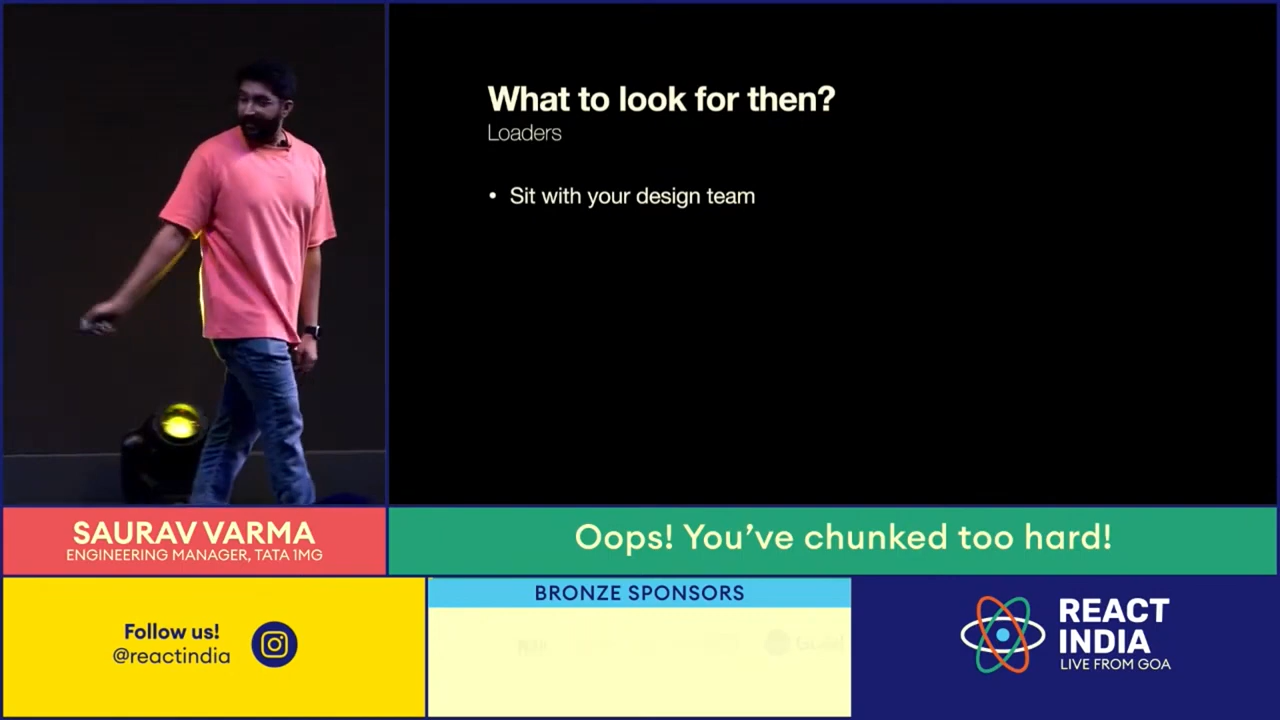 What to look for then?
Loaders
• Sit with your design team
SAURAV VARMA
ENGINEERING MANAGER, TATA 1MG
Oops! You've chunked too hard!
Follow us!
@reactindia
BRONZE SPONSORS
REACT
INDIA
LIVE FROM GOA